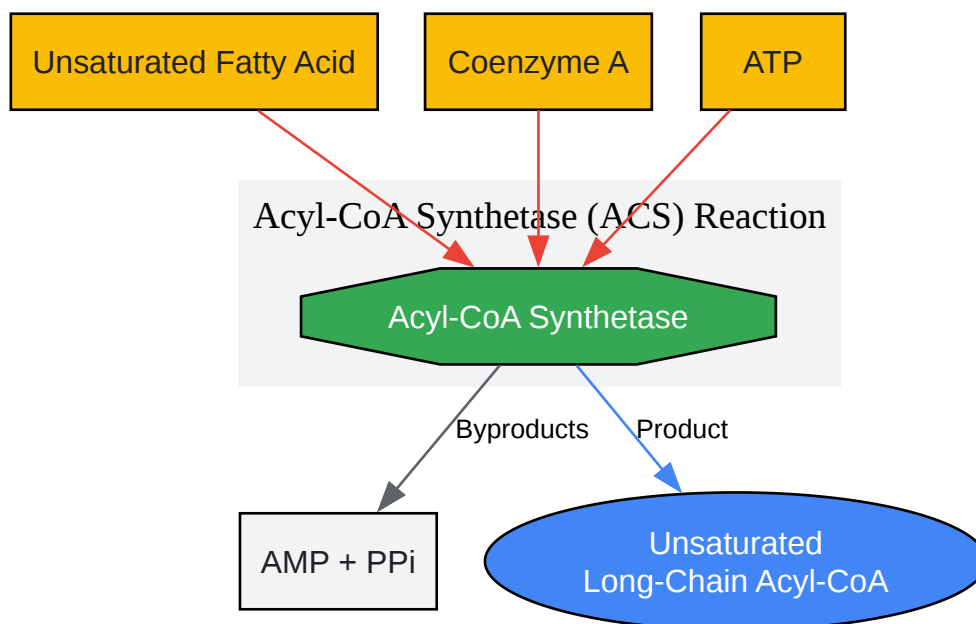 Unsaturated Fatty Acid
Coenzyme A
ATP
Acyl-CoA Synthetase (ACS) Reaction
Acyl-CoA Synthetase
Byproducts
Product
AMP + PPi
Unsaturated
Long-Chain Acyl-CoA